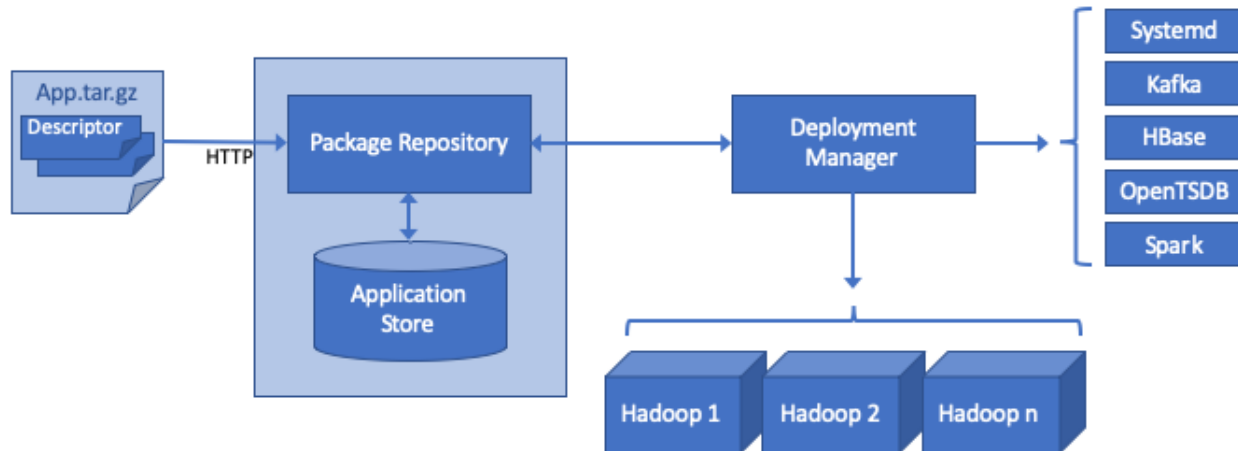 App.tar.gz
Descriptor
HTTP
Package Repository
Application
Store
Deployment
Manager
Systemd
Kafka
HBase
OpenTSDB
Spark
Hadoop 1
Hadoop 2
Hadoop n